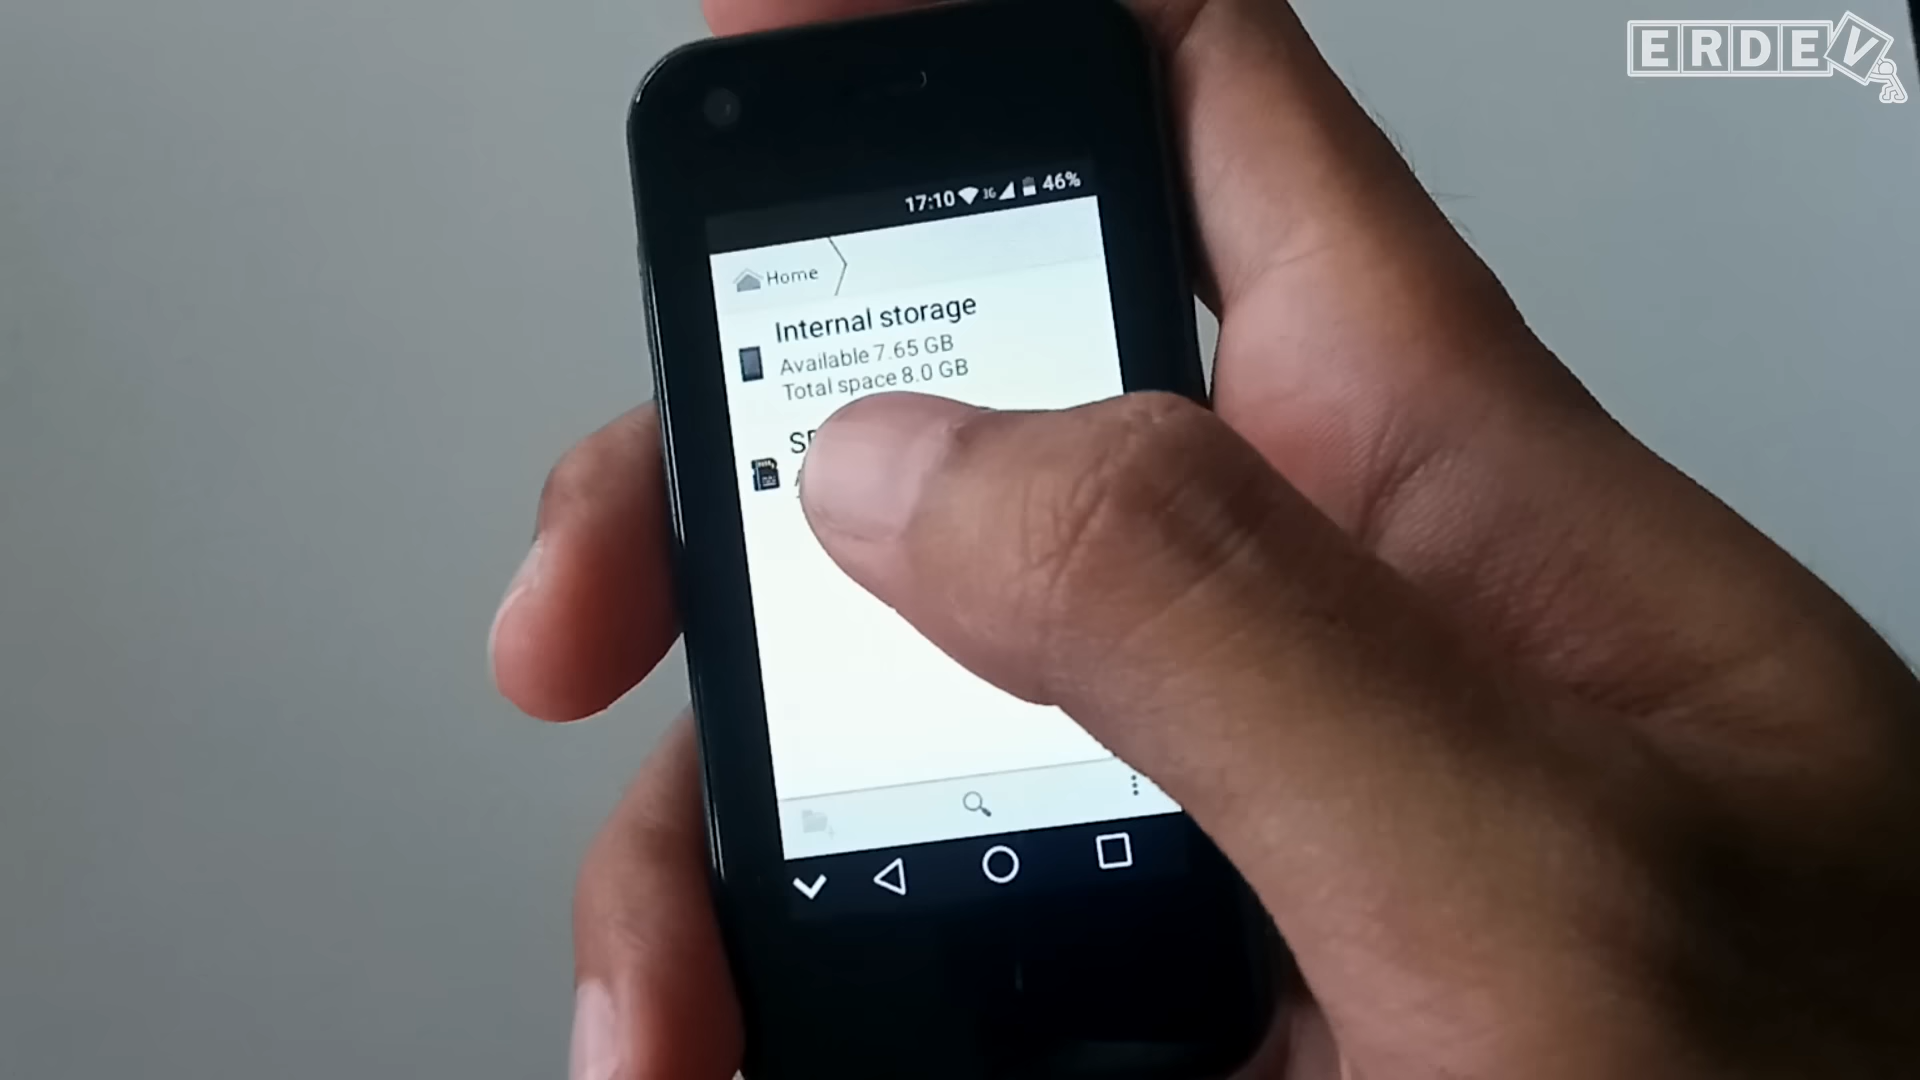 ERDEV
17:10 3G 46%
Home
Internal storage
Available 7.65 GB
Total space 8.0 GB